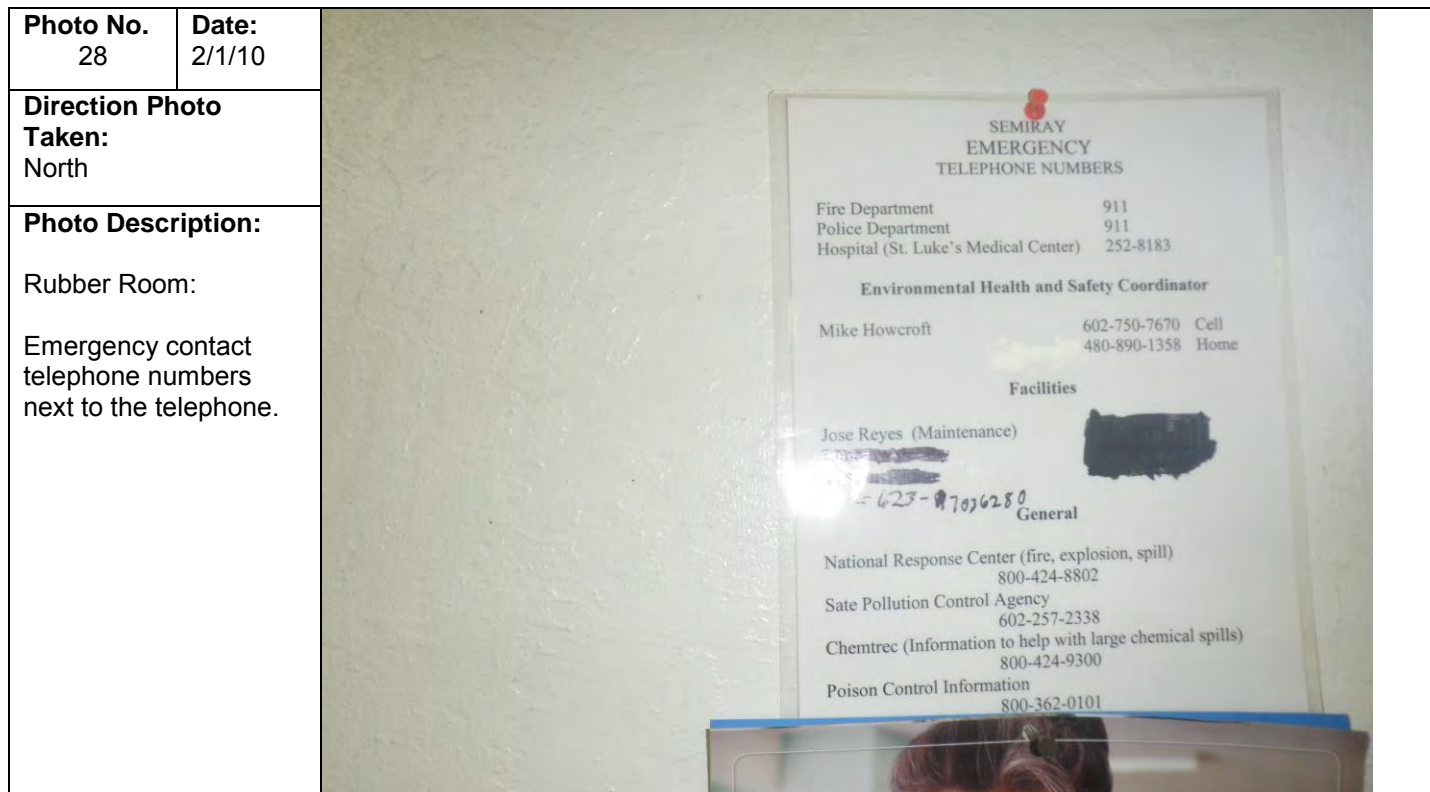 Photo No.
28
Date:
2/1/10
Direction Photo
Taken:
North
Photo Description:
Rubber Room:
Emergency contact
telephone numbers
next to the telephone.
SEMIRAY
EMERGENCY
TELEPHONE NUMBERS
Fire Department 911
Police Department 911
Hospital (St. Luke's Medical Center) 252-8183
Environmental Health and Safety Coordinator
Mike Howcroft 602-750-7670 Cell
480-890-1358 Home
Facilities
Jose Reyes (Maintenance)
General
National Response Center (fire, explosion, spill)
800-424-8802
Sate Pollution Control Agency
602-257-2338
Chemtrec (Information to help with large chemical spills)
800-424-9300
Poison Control Information
800-362-0101